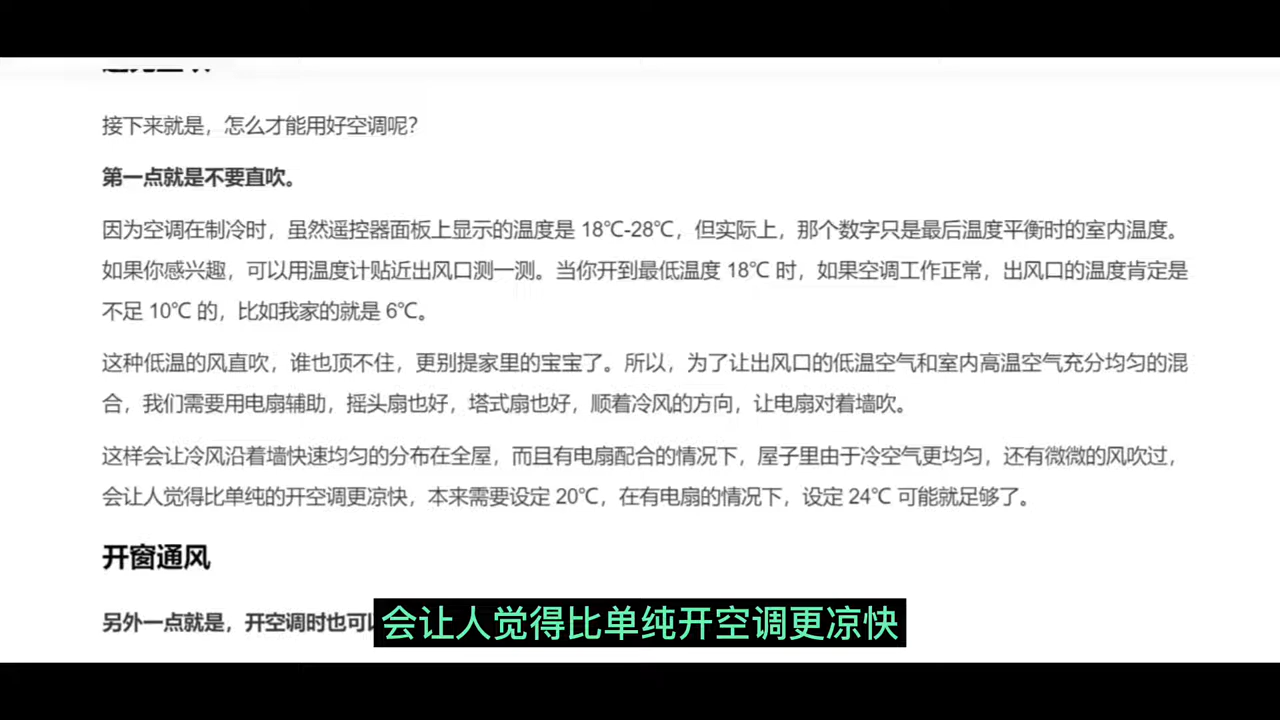 接下来就是，怎么才能用好空调呢？
第一点就是不要直吹。
因为空调在制冷时，虽然遥控器面板上显示的温度是 18℃-28℃，但实际上，那个数字只是最后温度平衡时的室内温度。
如果你感兴趣，可以用温度计贴近出风口测一测。当你开到最低温度 18℃ 时，如果空调工作正常，出风口的温度肯定是
不足 10℃ 的，比如我家的就是 6℃。
这种低温的风直吹，谁也顶不住，更别提家里的宝宝了。所以，为了让出风口的低温空气和室内高温空气充分均匀的混
合，我们需要用电扇辅助，摇头扇也好，塔式扇也好，顺着冷风的方向，让电扇对着墙吹。
这样会让冷风沿着墙快速均匀的分布在全屋，而且有电扇配合的情况下，屋子里由于冷空气更均匀，还有微微的风吹过，
会让人觉得比单纯的开空调更凉快，本来需要设定 20℃，在有电扇的情况下，设定 24℃ 可能就足够了。
开窗通风
另外一点就是，开空调时也可
会让人觉得比单纯开空调更凉快